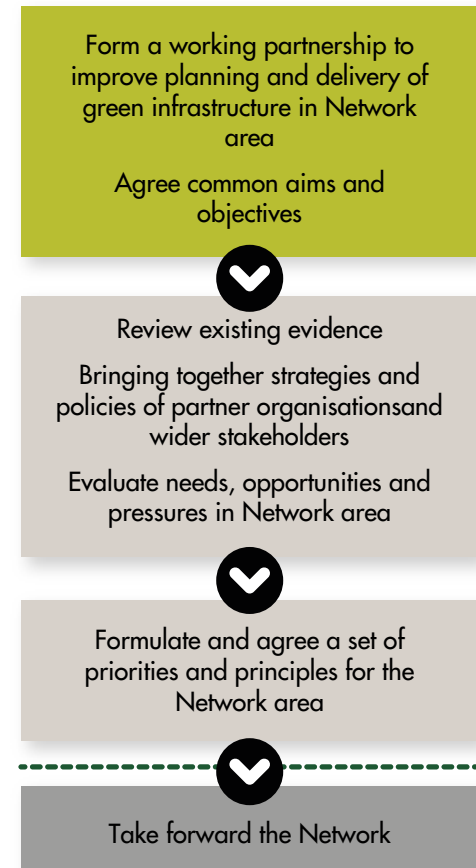 Form a working partnership to
improve planning and delivery of
green infrastructure in Network
area
Agree common aims and
objectives
Review existing evidence
Bringing together strategies and
policies of partner organisationsand
wider stakeholders
Evaluate needs, opportunities and
pressures in Network area
Formulate and agree a set of
priorities and principles for the
Network area
Take forward the Network